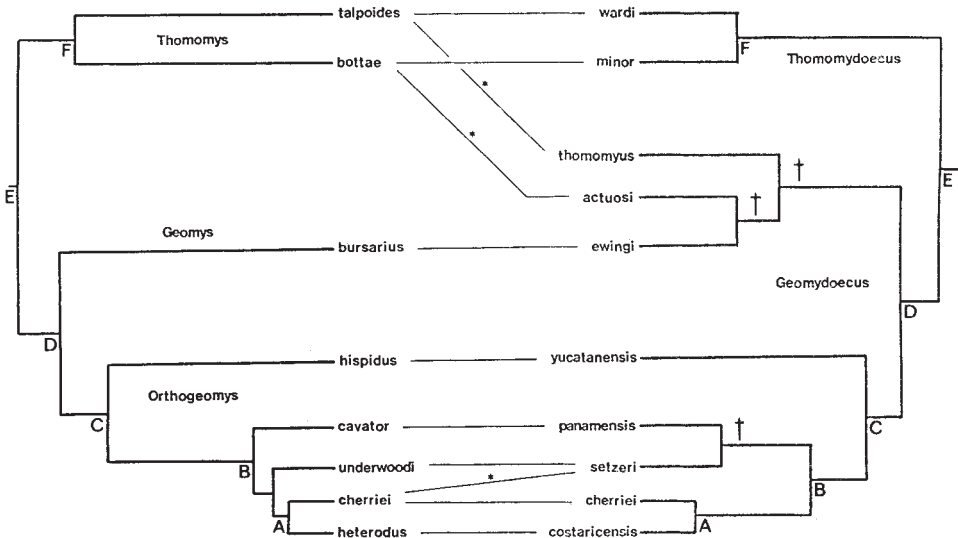 talpoides wardi
F Thomomys F
Thomomydoecus
bottae minor
*
*
thomomyus †
E E
actuosi †
Geomys
bursarius ewingi
Geomydoecus
D D
hispidus yucatanensis
Orthogeomys
C C
cavator panamensis †
B underwoodi setzeri
* B
cherriei cherriei
A A
heterodus costaricensis